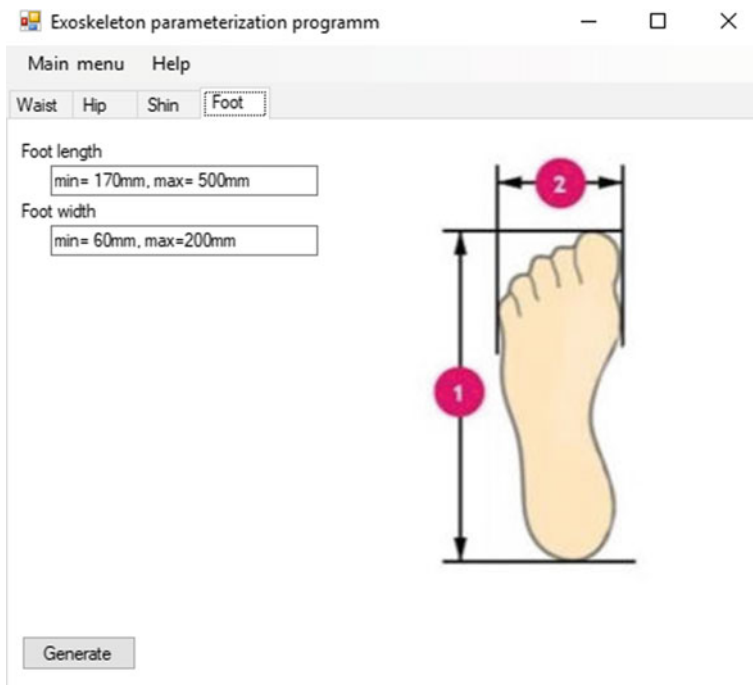 Exoskeleton parameterization programm
Main menu Help
Waist Hip Shin Foot
Foot length
min= 170mm, max= 500mm
Foot width
min= 60mm, max=200mm
2
1
Generate